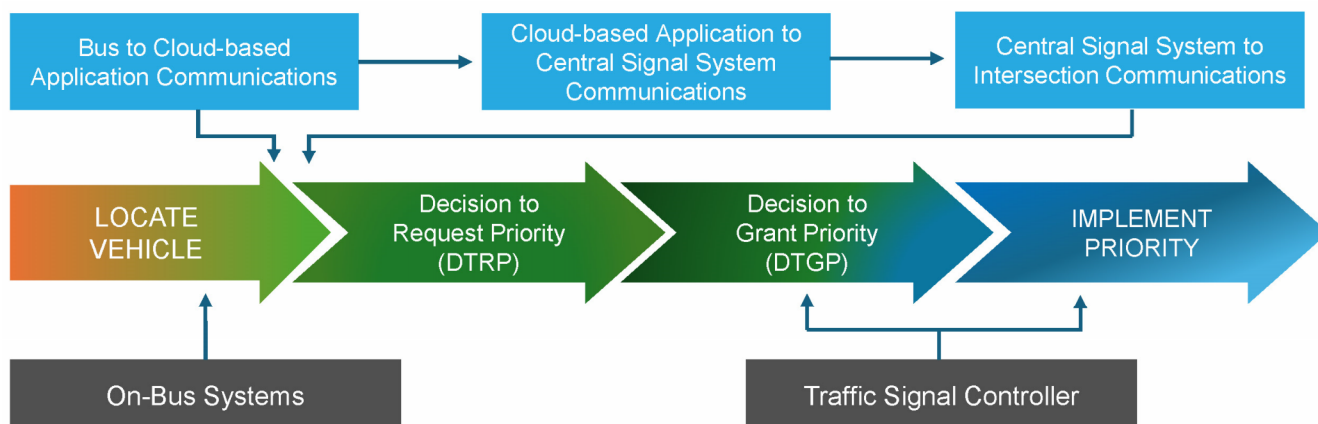 Bus to Cloud-based
Application Communications
Cloud-based Application to
Central Signal System
Communications
Central Signal System to
Intersection Communications
LOCATE
VEHICLE
Decision to
Request Priority
(DTRP)
Decision to
Grant Priority
(DTGP)
IMPLEMENT
PRIORITY
On-Bus Systems
Traffic Signal Controller